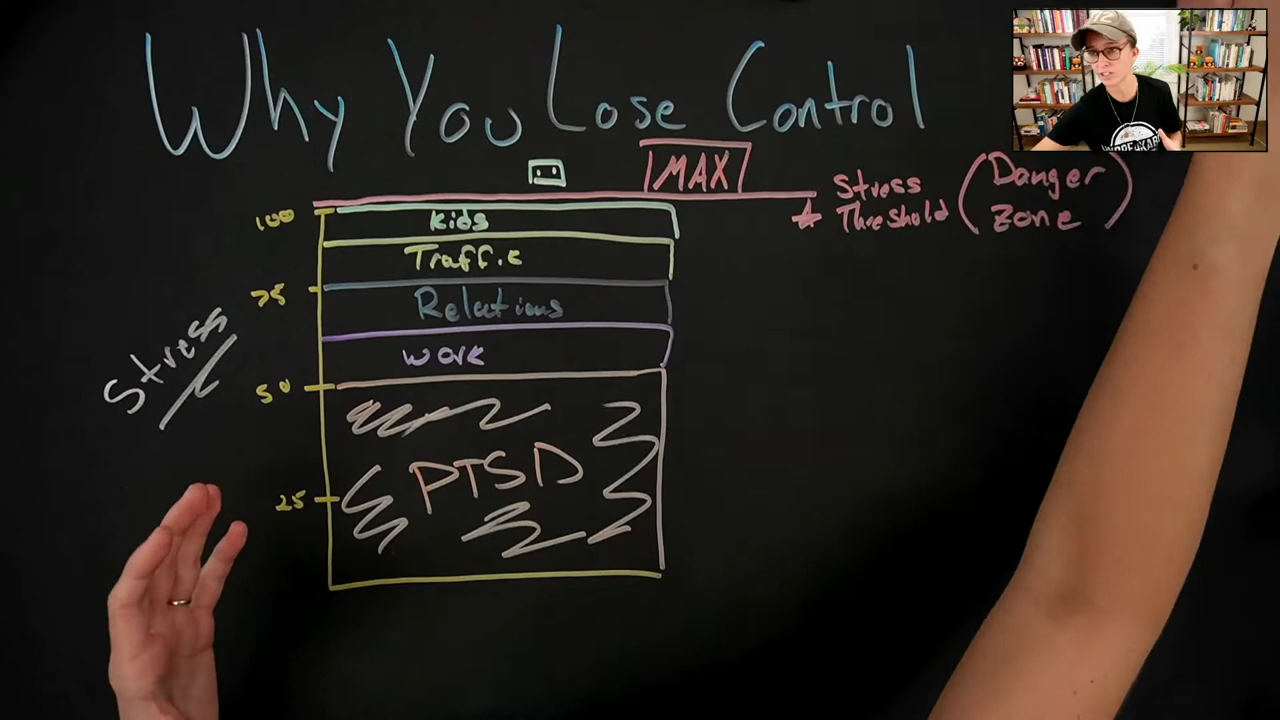 Why You Lose Control
MAX
Stress
Threshold
(Danger
Zone)
100
Kids
Traffic
75
Relations
Work
Stress
50
PTSD
25
UNBREAKABL